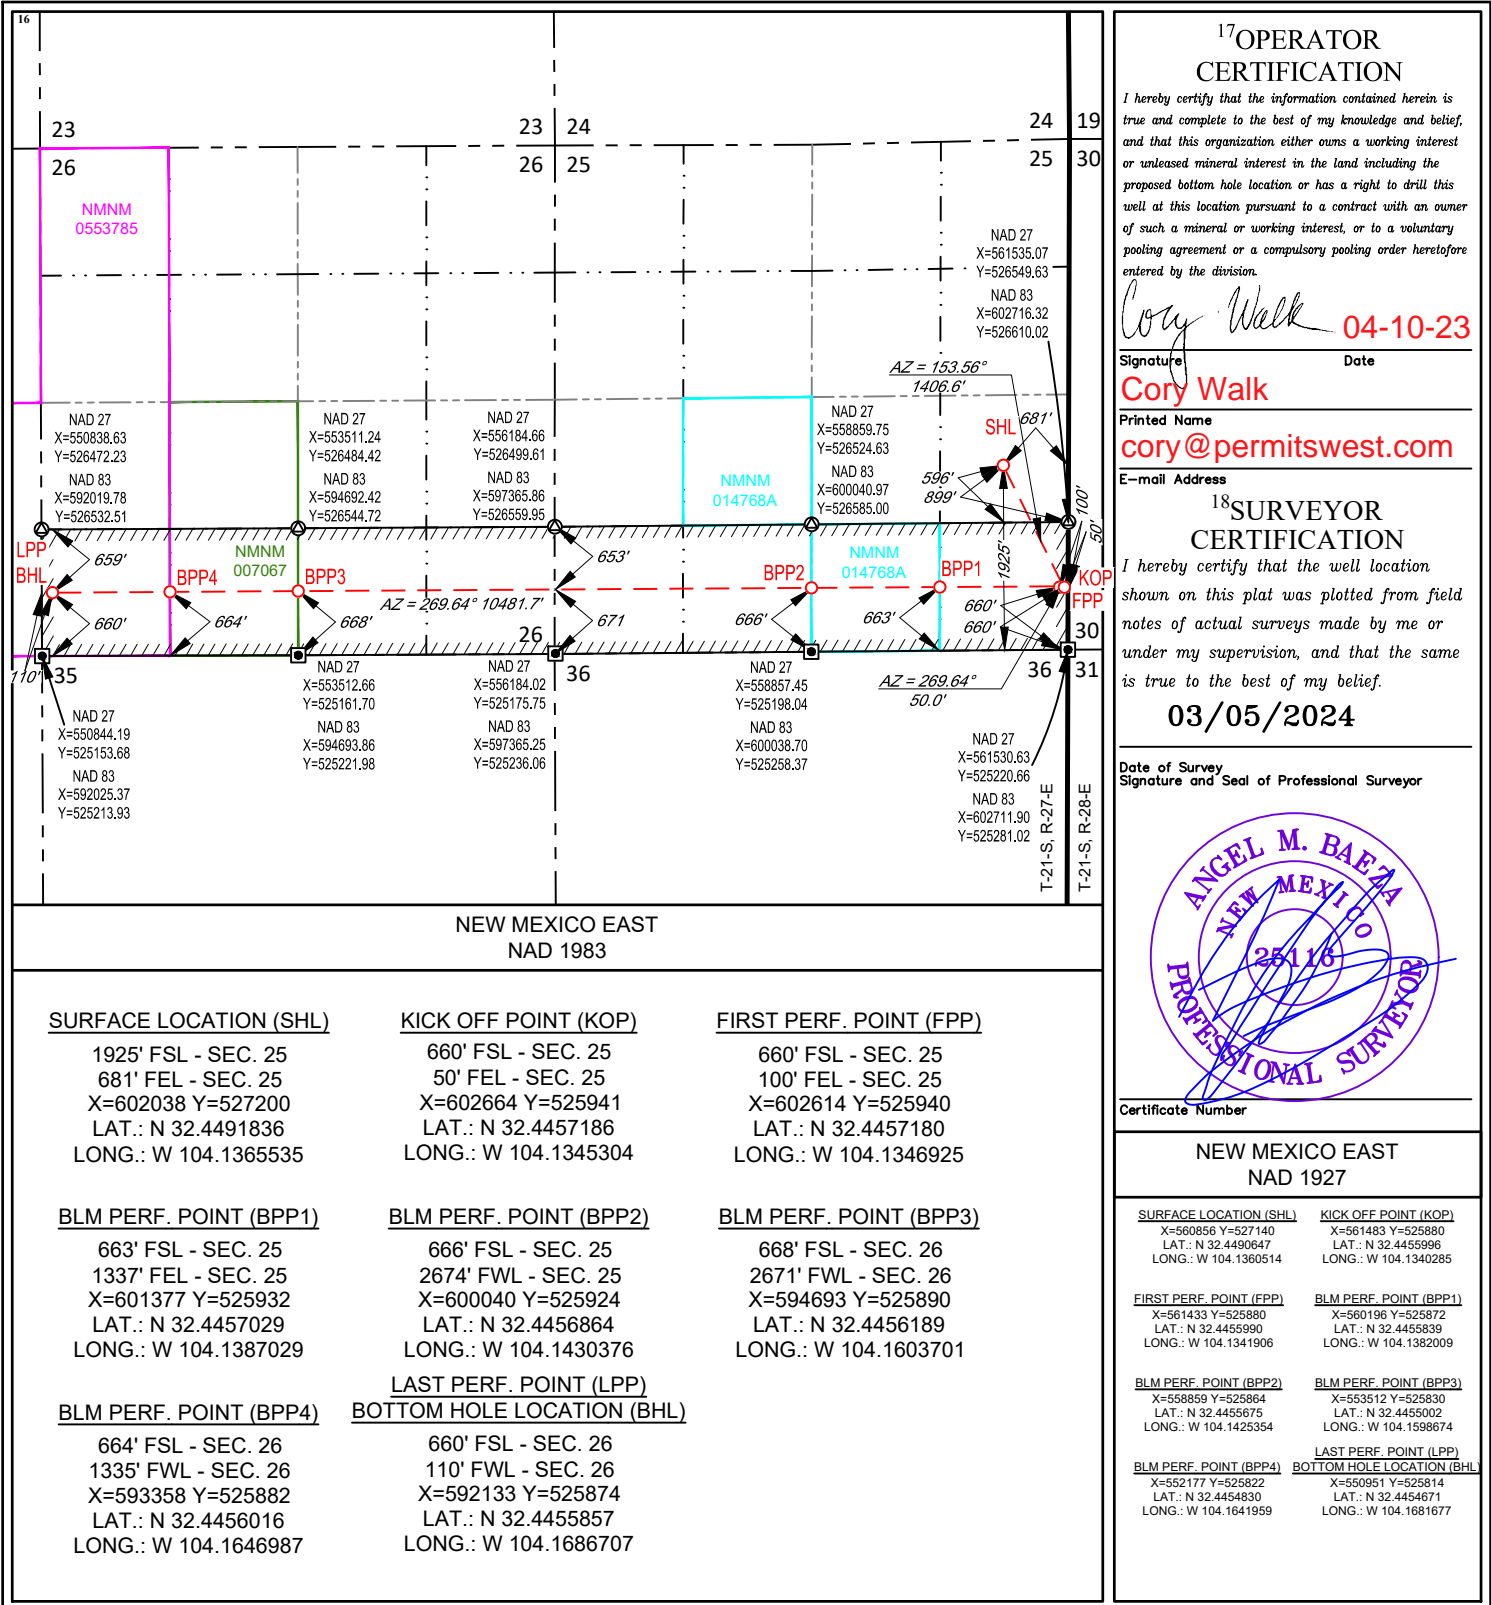 16
23
23
24
24
19
26
26
25
25
30
NMNM
0553785
NAD 27
X=561535.07
Y=526549.63
NAD 83
X=602716.32
Y=526610.02
AZ = 153.56°
1406.6'
NAD 27
X=550838.63
Y=526472.23
NAD 83
X=592019.78
Y=526532.51
NAD 27
X=553511.24
Y=526484.42
NAD 83
X=594692.42
Y=526544.72
NAD 27
X=556184.66
Y=526499.61
NAD 83
X=597365.86
Y=526559.95
NMNM
014768A
NAD 27
X=558859.75
Y=526524.63
NAD 83
X=600040.97
Y=526585.00
SHL
681'
596'
899'
100'
50'
1925'
LPP
BHL
659'
BPP4
NMNM
007067
BPP3
653'
BPP2
NMNM
014768A
BPP1
KOP
FPP
AZ = 269.64° 10481.7'
660'
664'
668'
671
666'
663'
660'
660'
26
30
110'
35
36
36
31
AZ = 269.64°
50.0'
NAD 27
X=550844.19
Y=525153.68
NAD 83
X=592025.37
Y=525213.93
NAD 27
X=553512.66
Y=525161.70
NAD 83
X=594693.86
Y=525221.98
NAD 27
X=556184.02
Y=525175.75
NAD 83
X=597365.25
Y=525236.06
NAD 27
X=558857.45
Y=525198.04
NAD 83
X=600038.70
Y=525258.37
NAD 27
X=561530.63
Y=525220.66
NAD 83
X=602711.90
Y=525281.02
T-21-S, R-27-E
T-21-S, R-28-E
NEW MEXICO EAST
NAD 1983
SURFACE LOCATION (SHL)
1925' FSL - SEC. 25
681' FEL - SEC. 25
X=602038 Y=527200
LAT.: N 32.4491836
LONG.: W 104.1365535
KICK OFF POINT (KOP)
660' FSL - SEC. 25
50' FEL - SEC. 25
X=602664 Y=525941
LAT.: N 32.4457186
LONG.: W 104.1345304
FIRST PERF. POINT (FPP)
660' FSL - SEC. 25
100' FEL - SEC. 25
X=602614 Y=525940
LAT.: N 32.4457180
LONG.: W 104.1346925
BLM PERF. POINT (BPP1)
663' FSL - SEC. 25
1337' FEL - SEC. 25
X=601377 Y=525932
LAT.: N 32.4457029
LONG.: W 104.1387029
BLM PERF. POINT (BPP2)
666' FSL - SEC. 25
2674' FWL - SEC. 25
X=600040 Y=525924
LAT.: N 32.4456864
LONG.: W 104.1430376
BLM PERF. POINT (BPP3)
668' FSL - SEC. 26
2671' FWL - SEC. 26
X=594693 Y=525890
LAT.: N 32.4456189
LONG.: W 104.1603701
BLM PERF. POINT (BPP4)
664' FSL - SEC. 26
1335' FWL - SEC. 26
X=593358 Y=525882
LAT.: N 32.4456016
LONG.: W 104.1646987
LAST PERF. POINT (LPP)
BOTTOM HOLE LOCATION (BHL)
660' FSL - SEC. 26
110' FWL - SEC. 26
X=592133 Y=525874
LAT.: N 32.4455857
LONG.: W 104.1686707
17OPERATOR
CERTIFICATION
I hereby certify that the information contained herein is
true and complete to the best of my knowledge and belief,
and that this organization either owns a working interest
or unleased mineral interest in the land including the
proposed bottom hole location or has a right to drill this
well at this location pursuant to a contract with an owner
of such a mineral or working interest, or to a voluntary
pooling agreement or a compulsory pooling order heretofore
entered by the division.
Cory Walk 04-10-23
Signature Date
Cory Walk
Printed Name
cory@permitswest.com
E-mail Address
18SURVEYOR
CERTIFICATION
I hereby certify that the well location
shown on this plat was plotted from field
notes of actual surveys made by me or
under my supervision, and that the same
is true to the best of my belief.
03/05/2024
Date of Survey
Signature and Seal of Professional Surveyor
ANGEL M. BAEZA
NEW MEXICO
25116
PROFESSIONAL SURVEYOR
Certificate Number
NEW MEXICO EAST
NAD 1927
SURFACE LOCATION (SHL)
X=560856 Y=527140
LAT.: N 32.4490647
LONG.: W 104.1360514
KICK OFF POINT (KOP)
X=561483 Y=525880
LAT.: N 32.4455996
LONG.: W 104.1340285
FIRST PERF. POINT (FPP)
X=561433 Y=525880
LAT.: N 32.4455990
LONG.: W 104.1341906
BLM PERF. POINT (BPP1)
X=560196 Y=525872
LAT.: N 32.4455839
LONG.: W 104.1382009
BLM PERF. POINT (BPP2)
X=558859 Y=525864
LAT.: N 32.4455675
LONG.: W 104.1425354
BLM PERF. POINT (BPP3)
X=553512 Y=525830
LAT.: N 32.4455002
LONG.: W 104.1598674
BLM PERF. POINT (BPP4)
X=552177 Y=525822
LAT.: N 32.4454830
LONG.: W 104.1641959
LAST PERF. POINT (LPP)
BOTTOM HOLE LOCATION (BHL)
X=550951 Y=525814
LAT.: N 32.4454671
LONG.: W 104.1681677